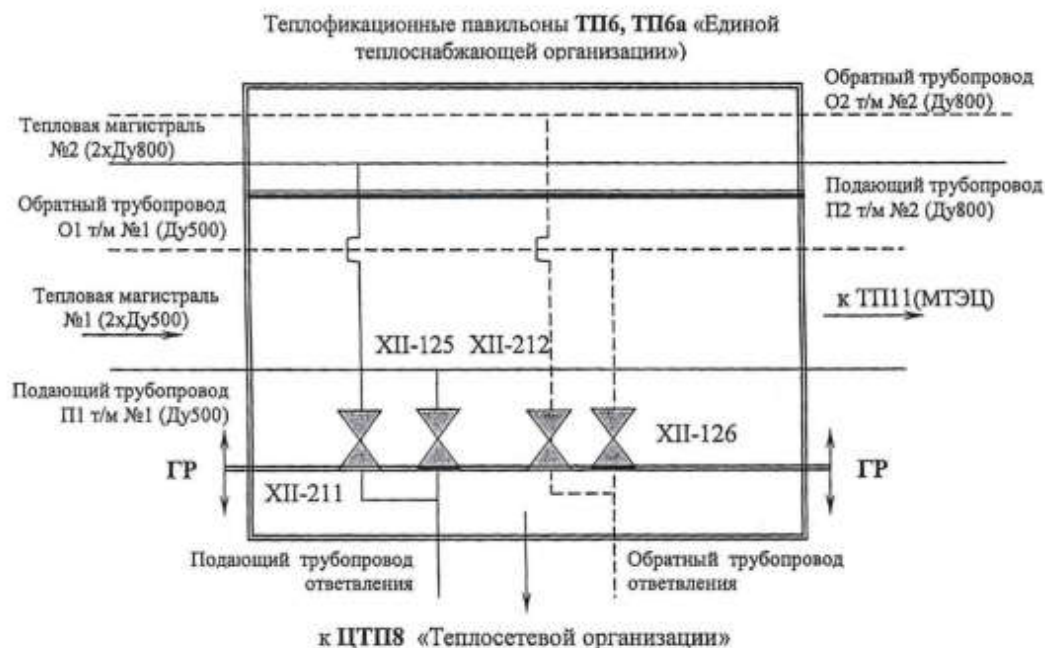 Теплофикационные павильоны ТП6, ТП6а «Единой
теплоснабжающей организации»)
Обратный трубопровод
О2 т/м №2 (Ду800)
Тепловая магистраль
№2 (2хДу800)
Подающий трубопровод
П2 т/м №2 (Ду800)
Обратный трубопровод
О1 т/м №1 (Ду500)
Тепловая магистраль
№1 (2хДу500)
к ТП11(МТЭЦ)
XII-125 XII-212
Подающий трубопровод
П1 т/м №1 (Ду500)
XII-126
ГР
ГР
XII-211
Подающий трубопровод
ответвления
Обратный трубопровод
ответвления
к ЦТП8 «Теплосетевой организации»